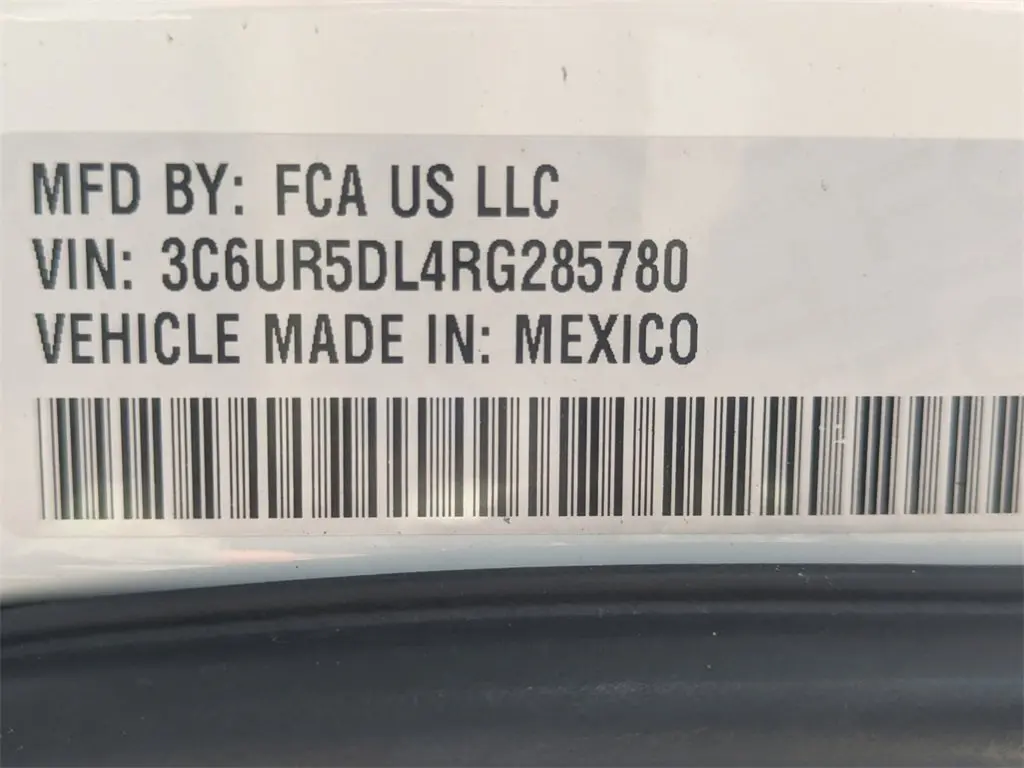 MFD BY: FCA US LLC
VIN: 3C6UR5DL4RG285780
VEHICLE MADE IN: MEXICO